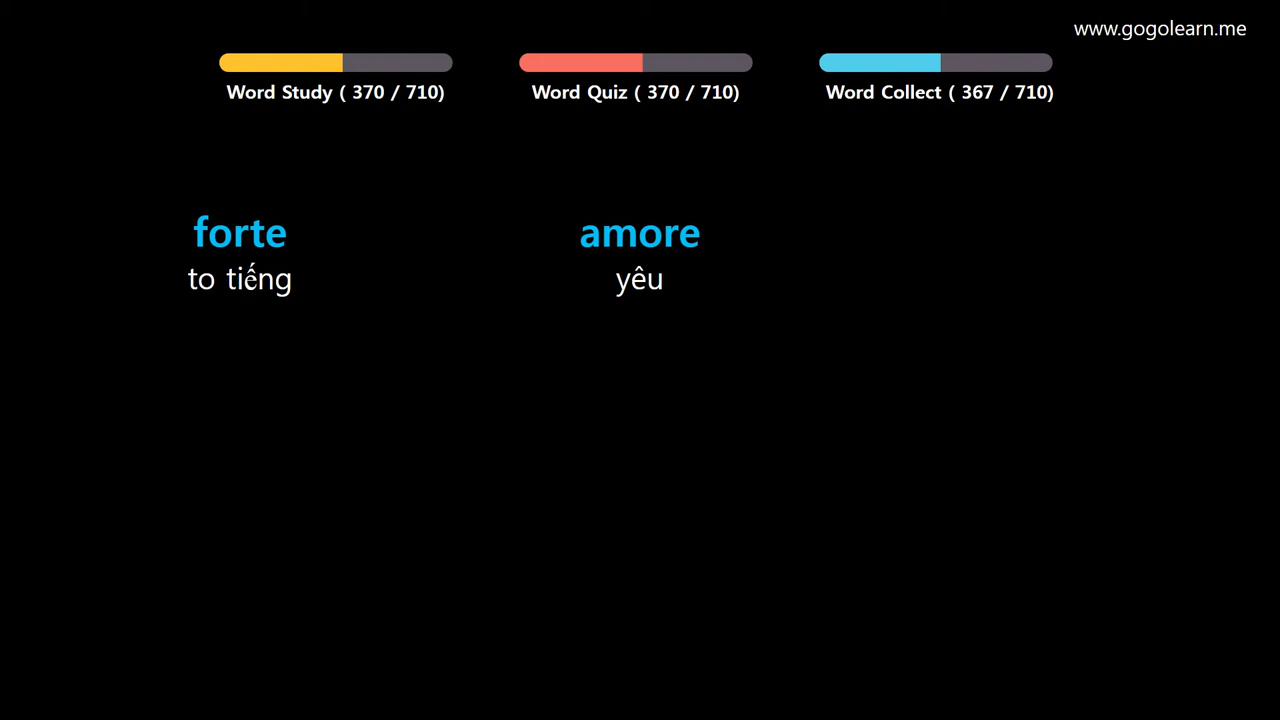 www.gogolearn.me
Word Study ( 370 / 710)
Word Quiz ( 370 / 710)
Word Collect ( 367 / 710)
forte
to tiếng
amore
yêu